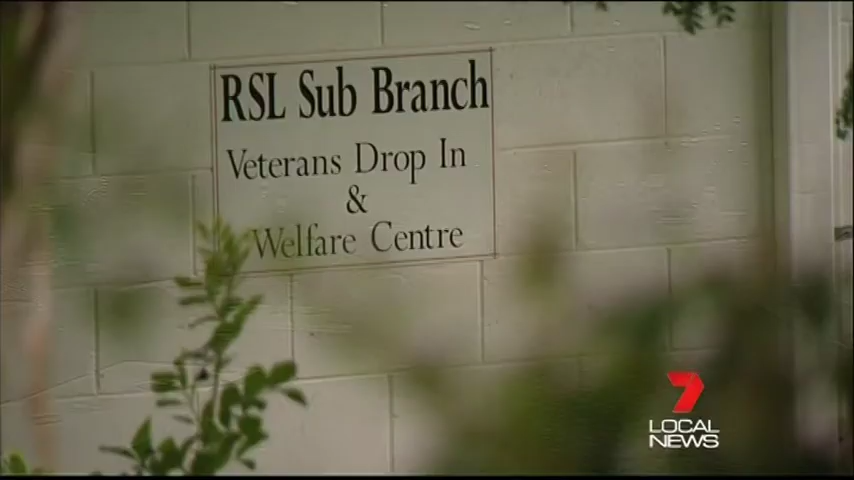 RSL Sub Branch
Veterans Drop In
&
Welfare Centre
7
LOCAL
NEWS